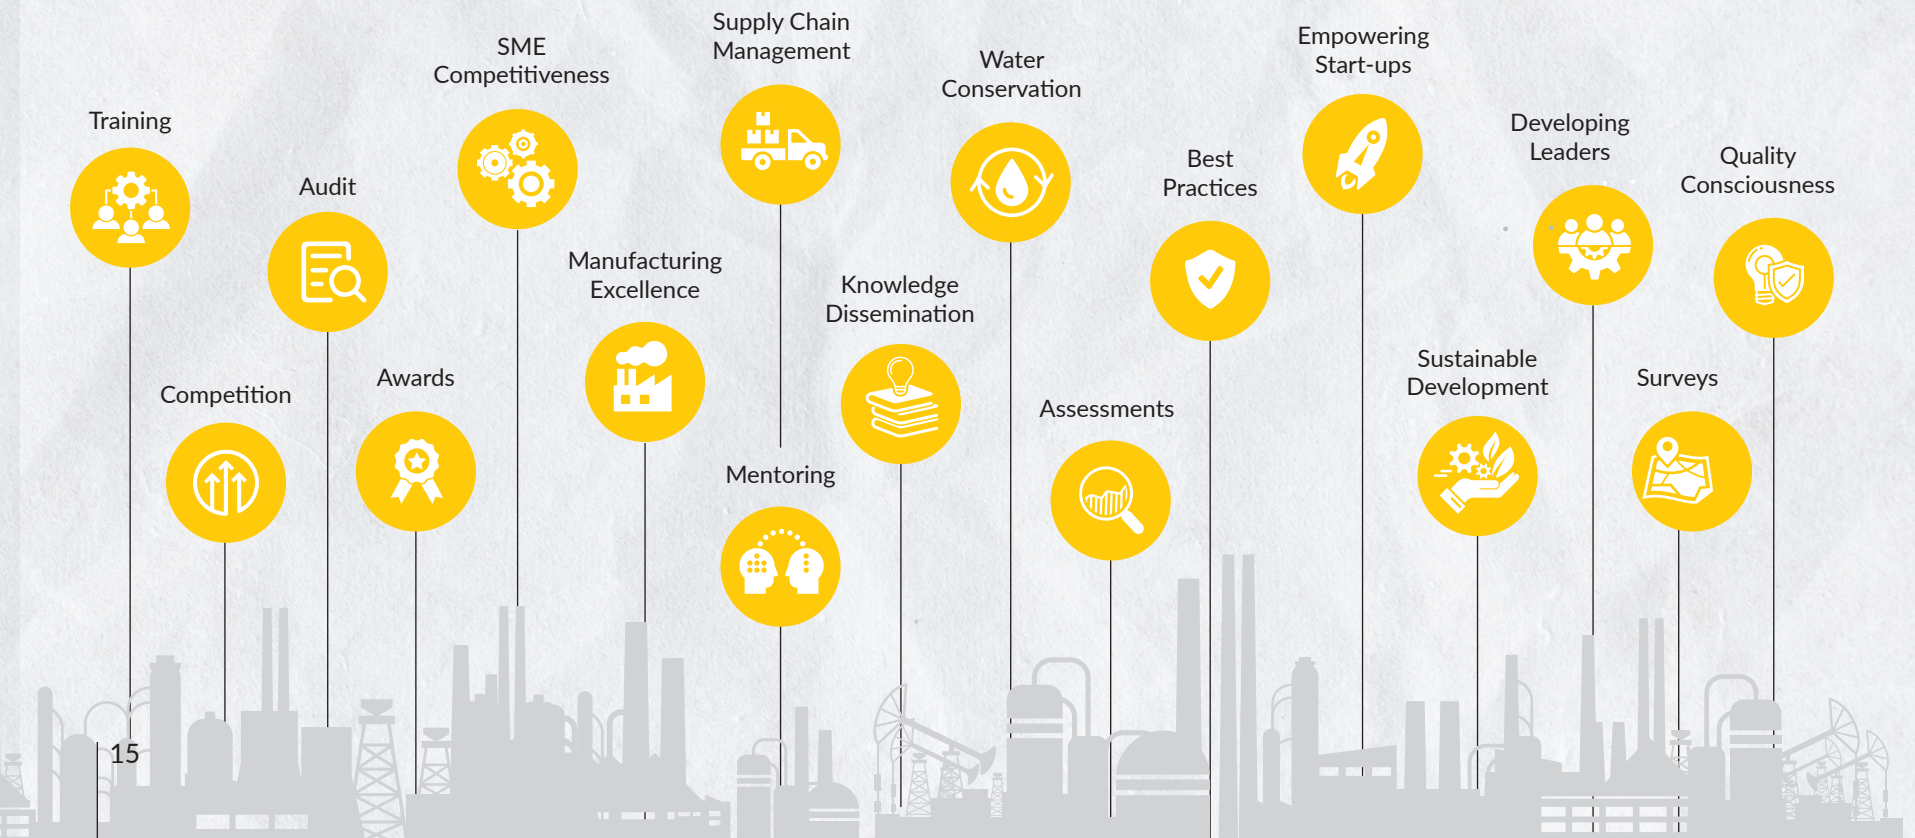 Training
Competition
Audit
Awards
SME
Competitiveness
Manufacturing
Excellence
Supply Chain
Management
Mentoring
Knowledge
Dissemination
Water
Conservation
Assessments
Best
Practices
Empowering
Start-ups
Sustainable
Development
Developing
Leaders
Surveys
Quality
Consciousness
15